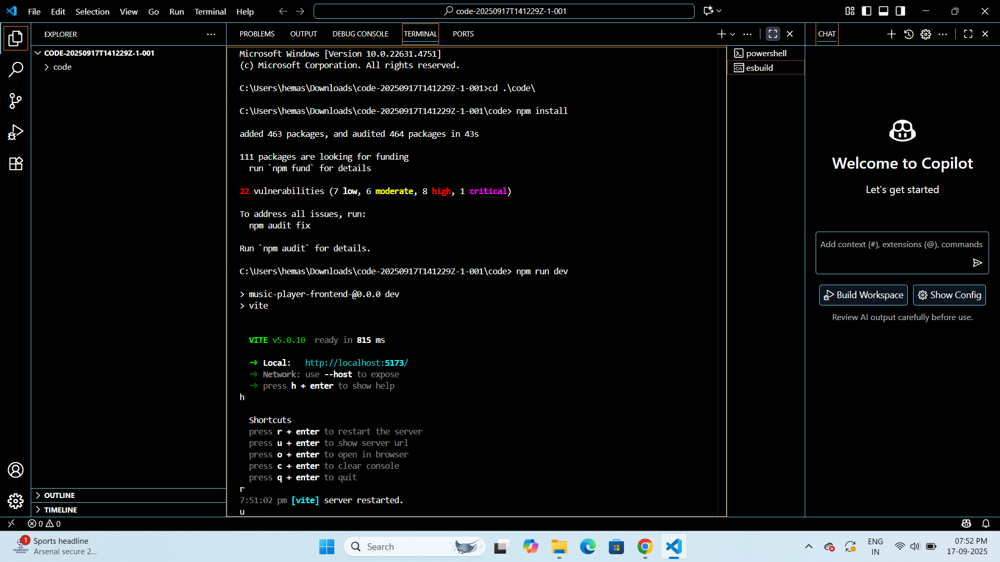 File Edit Selection View Go Run Terminal Help
code-20250917T141229Z-1-001
EXPLORER
CODE-20250917T141229Z-1-001
code
OUTLINE
TIMELINE
PROBLEMS OUTPUT DEBUG CONSOLE TERMINAL PORTS
Microsoft Windows [Version 10.0.22631.4751]
(c) Microsoft Corporation. All rights reserved.
C:\Users\hemas\Downloads\code-20250917T141229Z-1-001>cd .\code\
C:\Users\hemas\Downloads\code-20250917T141229Z-1-001\code> npm install
added 463 packages, and audited 464 packages in 43s
111 packages are looking for funding
run `npm fund` for details
22 vulnerabilities (7 low, 6 moderate, 8 high, 1 critical)
To address all issues, run:
npm audit fix
Run `npm audit` for details.
C:\Users\hemas\Downloads\code-20250917T141229Z-1-001\code> npm run dev
> music-player-frontend-@0.0.0 dev
> vite
VITE v5.0.10 ready in 815 ms
➜ Local: http://localhost:5173/
➜ Network: use --host to expose
➜ press h + enter to show help
h
Shortcuts
press r + enter to restart the server
press u + enter to show server url
press o + enter to open in browser
press c + enter to clear console
press q + enter to quit
r
7:51:02 pm [vite] server restarted.
u
powershell
esbuild
CHAT
Welcome to Copilot
Let's get started
Add context (#), extensions (@), commands
Build Workspace Show Config
Review AI output carefully before use.
0 0
1
Sports headline
Arsenal secure 2...
Search
ENG
IN
07:52 PM
17-09-2025